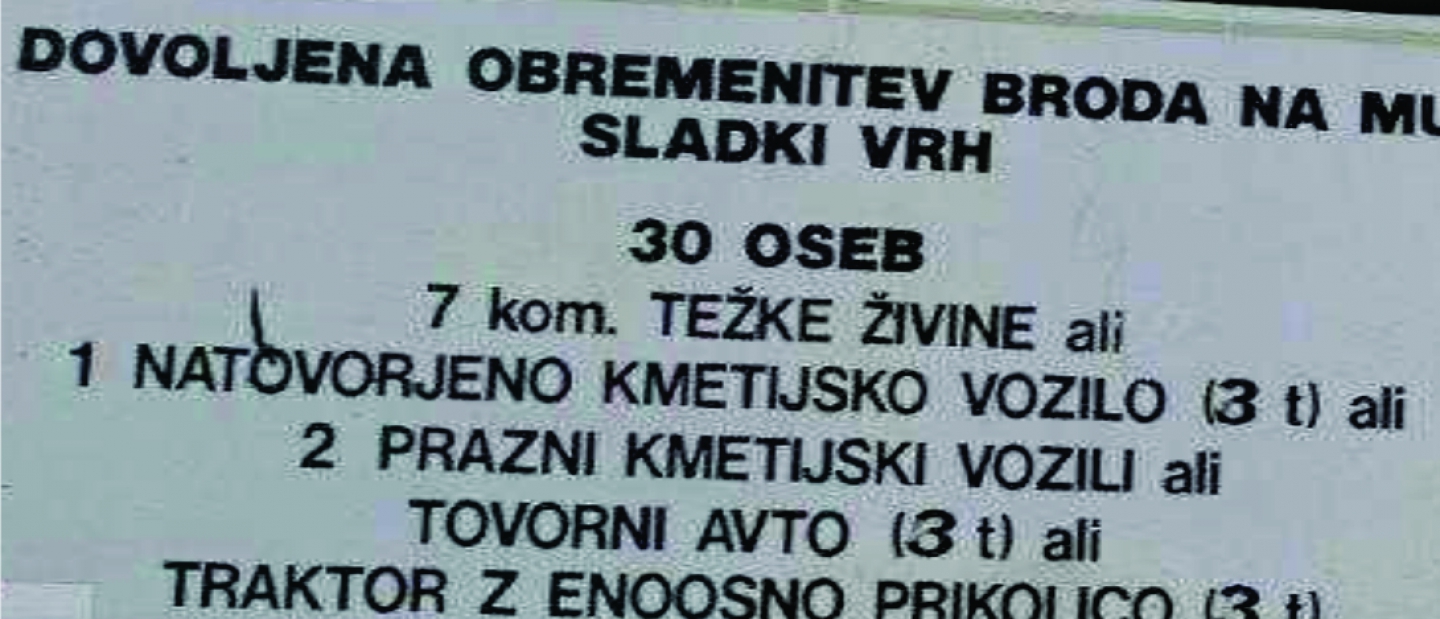 DOVOLJENA OBREMENITEV BRODA NA MU
SLADKI VRH
30 OSEB
7 kom. TEŽKE ŽIVINE ali
1 NATOVORJENO KMETIJSKO VOZILO (3 t) ali
2 PRAZNI KMETIJSKI VOZILI ali
TOVORNI AVTO (3 t) ali
TRAKTOR Z ENOOSNO PRIKOLICO (3 t)